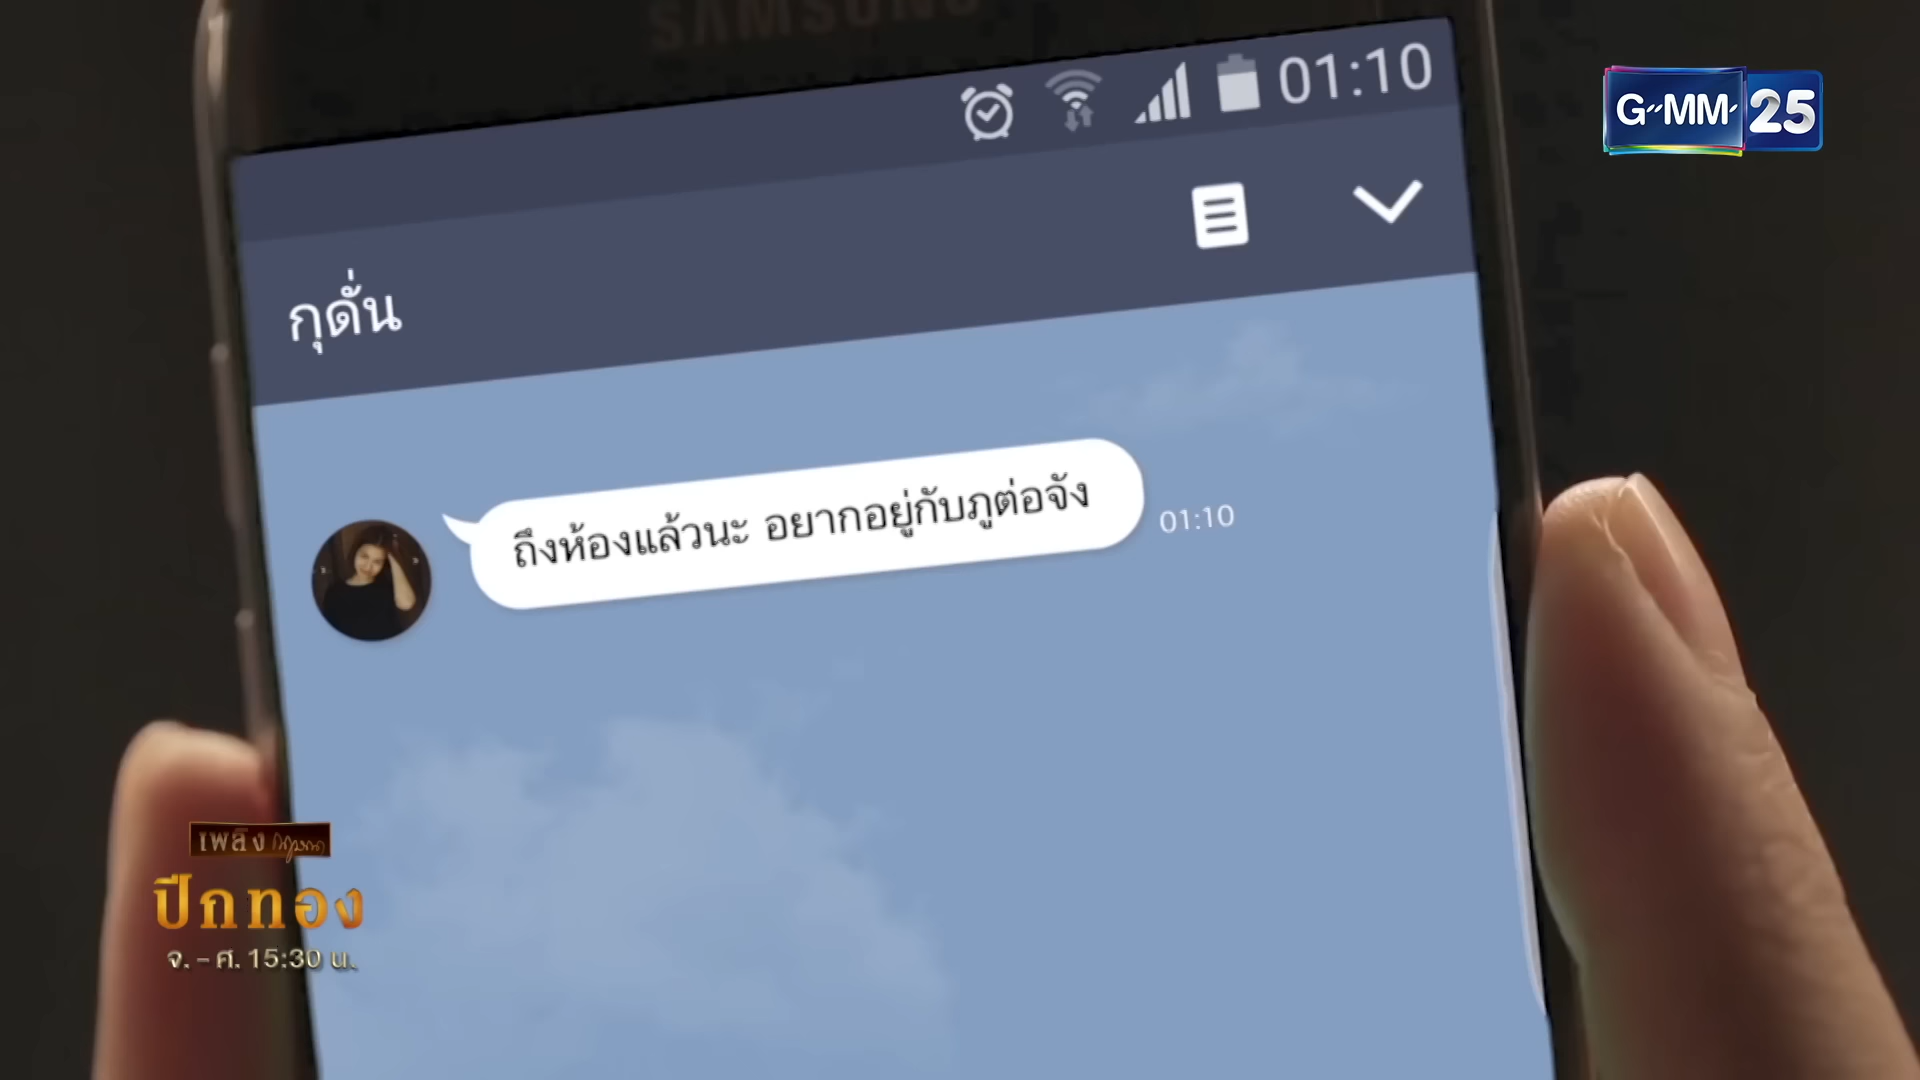 SAMSUNG
01:10
G-MM 25
กุดั่น
ถึงห้องแล้วนะ อยากอยู่กับภูต่อจัง
01:10
เพลิง
ปีกทอง
จ. - ศ. 15:30 น.